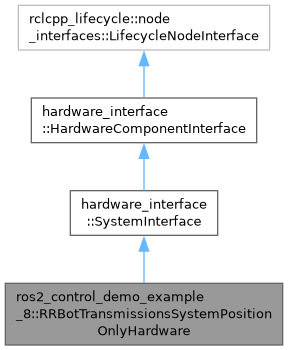 rclcpp_lifecycle::node
_interfaces::LifecycleNodeInterface
hardware_interface
::HardwareComponentInterface
hardware_interface
::SystemInterface
ros2_control_demo_example
_8::RRBotTransmissionsSystemPosition
OnlyHardware